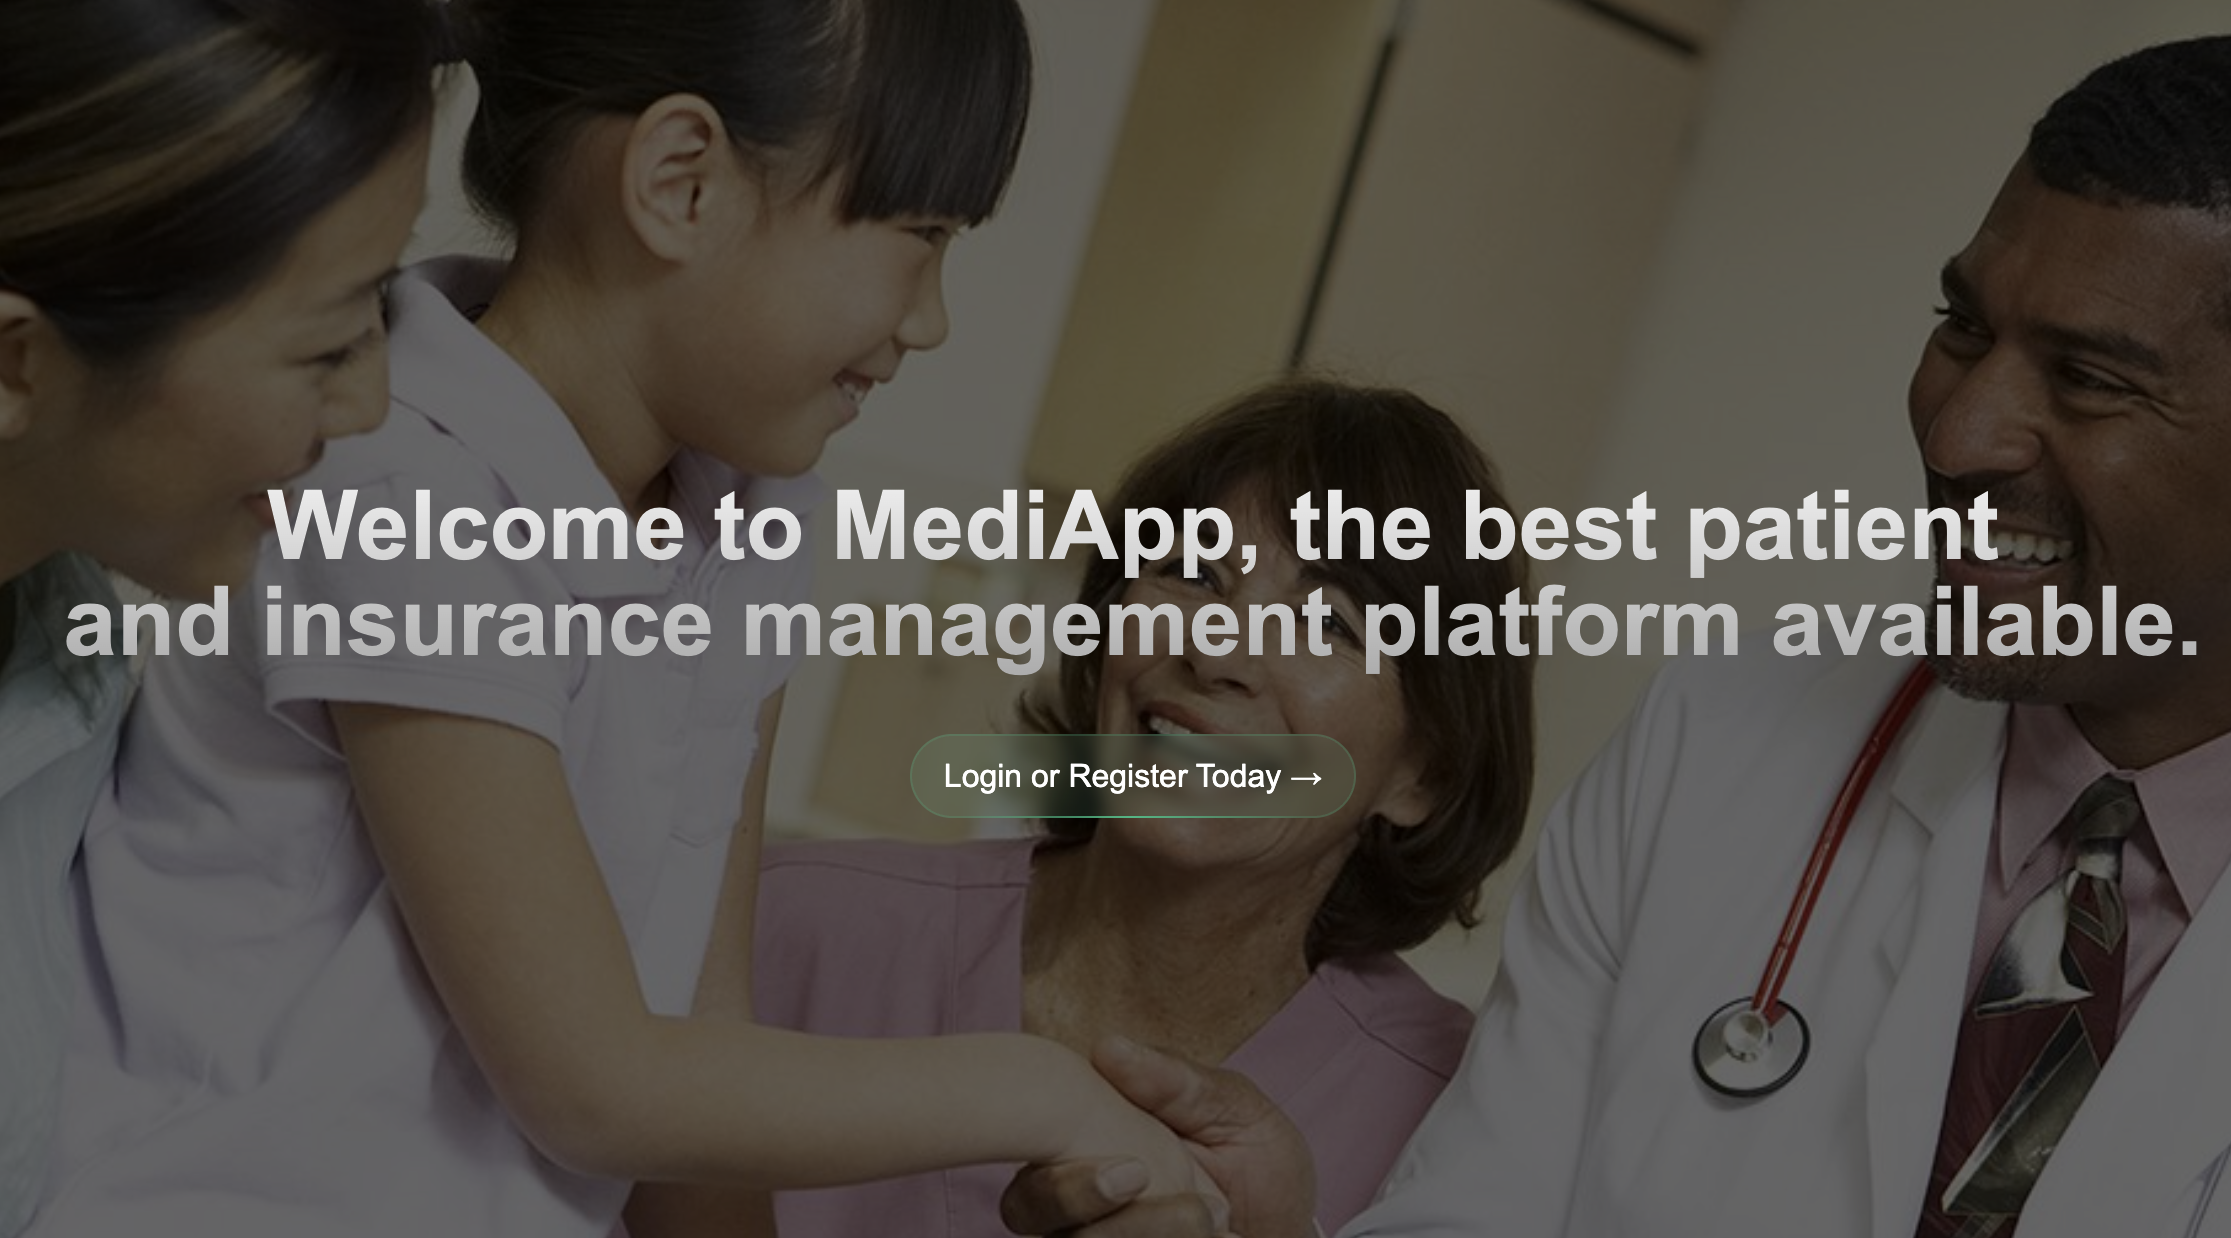 Welcome to MediApp, the best patient
and insurance management platform available.
Login or Register Today →